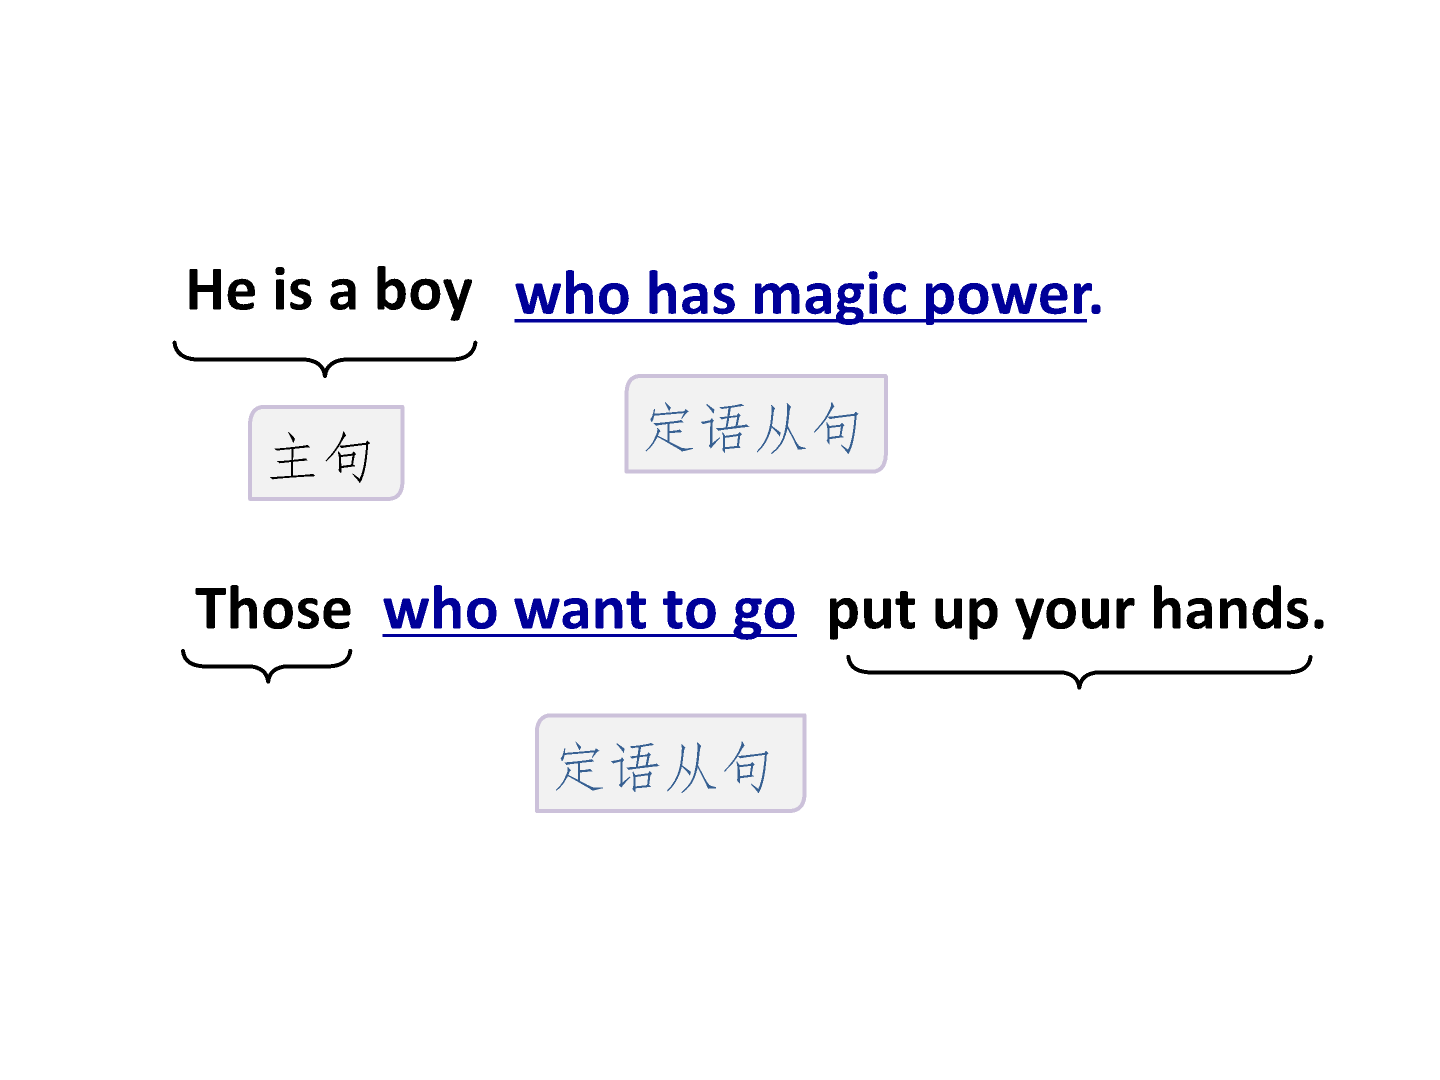 He is a boy who has magic power.
主句
定语从句
Those who want to go put up your hands.
定语从句